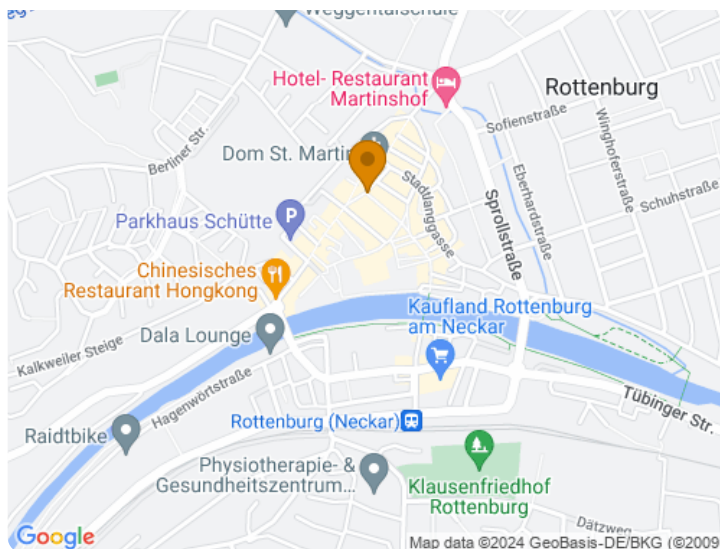 Weggentalschule
Hotel- Restaurant
Martinshof
Rottenburg
Sofienstraße
Winghoferstraße
Berliner Str.
Dom St. Martin
Stadtlanggasse
Eberhardstraße
Schuhstraße
Sprollstraße
Parkhaus Schütte
P
Chinesisches
Restaurant Hongkong
Kaufland Rottenburg
am Neckar
Dala Lounge
Kalkweiler Steige
Hagenwörtstraße
Tübinger Str.
Rottenburg (Neckar)
Raidtbike
Physiotherapie- &
Gesundheitszentrum...
Klausenfriedhof
Rottenburg
Dätzweg
Google
Map data ©2024 GeoBasis-DE/BKG (©2009